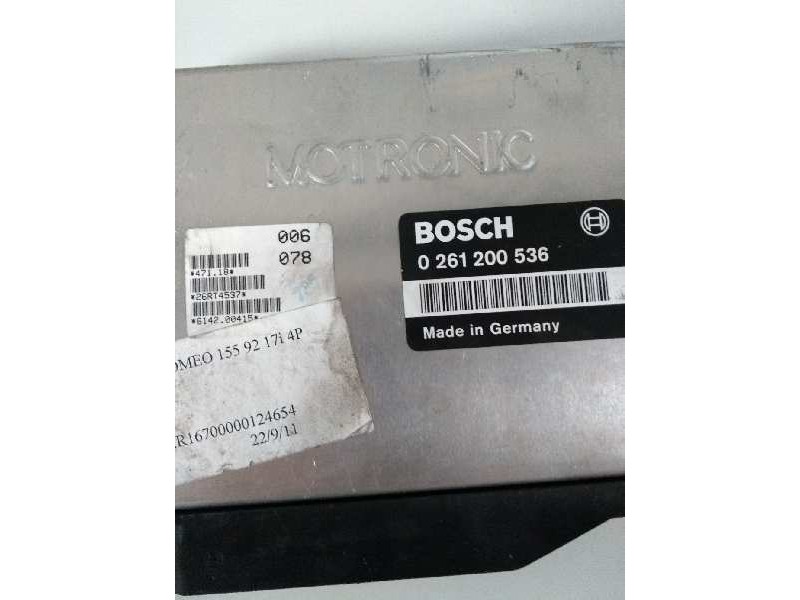 MOTRONIC
006
078
*471.18*
*26RT4597*
*6142.00415*
BOSCH
0 261 200 536
Made in Germany
OMEO 155 92 17i 4P
R16700000124654
22/9/11